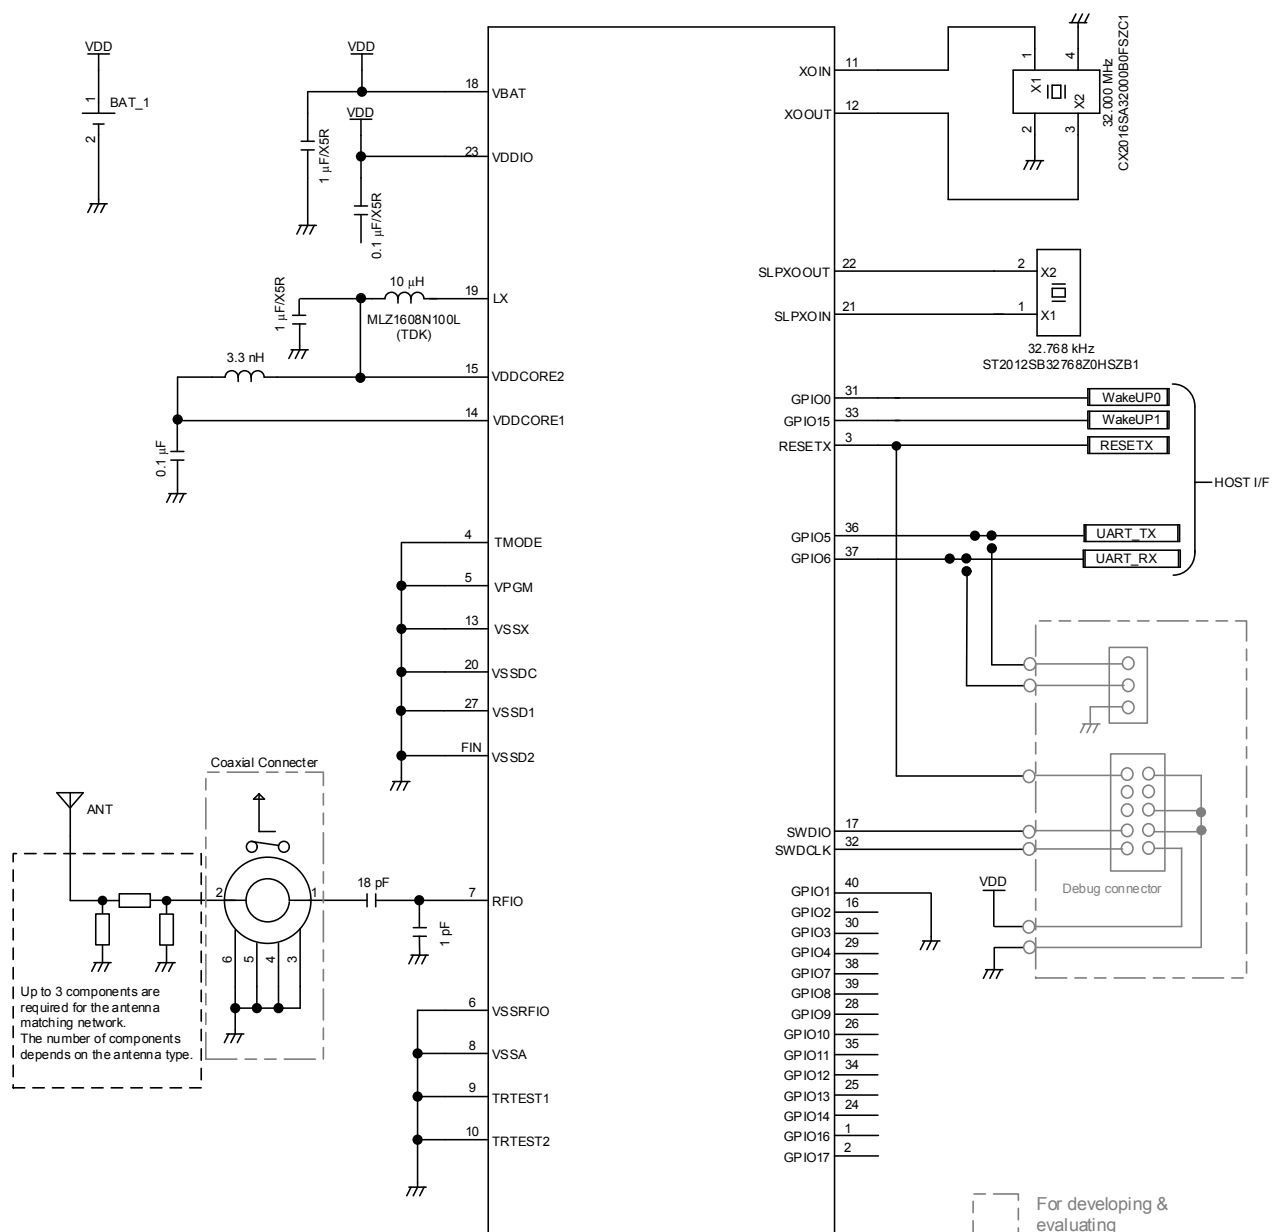 VDD
1
BAT_1
2
VDD
18
VBAT
1 µF/X5R
VDD
23
VDDIO
0.1 µF/X5R
10 µH
19
LX
1 µF/X5R
MLZ1608N100L
(TDK)
3.3 nH
15
VDDCORE2
14
VDDCORE1
0.1 µF
4
TMODE
5
VPGM
13
VSSX
20
VSSDC
27
VSSD1
FIN
VSSD2
Coaxial Connecter
ANT
2
1
18 pF
7
RFIO
1 pF
6
5
4
3
Up to 3 components are
required for the antenna
matching network.
The number of components
depends on the antenna type.
6
VSSRFIO
8
VSSA
9
TRTEST1
10
TRTEST2
XOIN
11
XOOUT
12
1
4
X1
X2
2
3
32.000 MHz
CX2016SA32000B0FSZC1
SLPXOOUT
22
2
X2
SLPXOIN
21
1
X1
32.768 kHz
ST2012SB32768Z0HSZB1
GPIO0
31
WakeUP0
GPIO15
33
WakeUP1
RESETX
3
RESETX
HOST I/F
GPIO5
36
UART_TX
GPIO6
37
UART_RX
SWDIO
17
SWDCLK
32
VDD
Debug connector
GPIO1
40
GPIO2
16
GPIO3
30
GPIO4
29
GPIO7
38
GPIO8
39
GPIO9
28
GPIO10
26
GPIO11
35
GPIO12
34
GPIO13
25
GPIO14
24
GPIO16
1
GPIO17
2
For developing &
evaluating